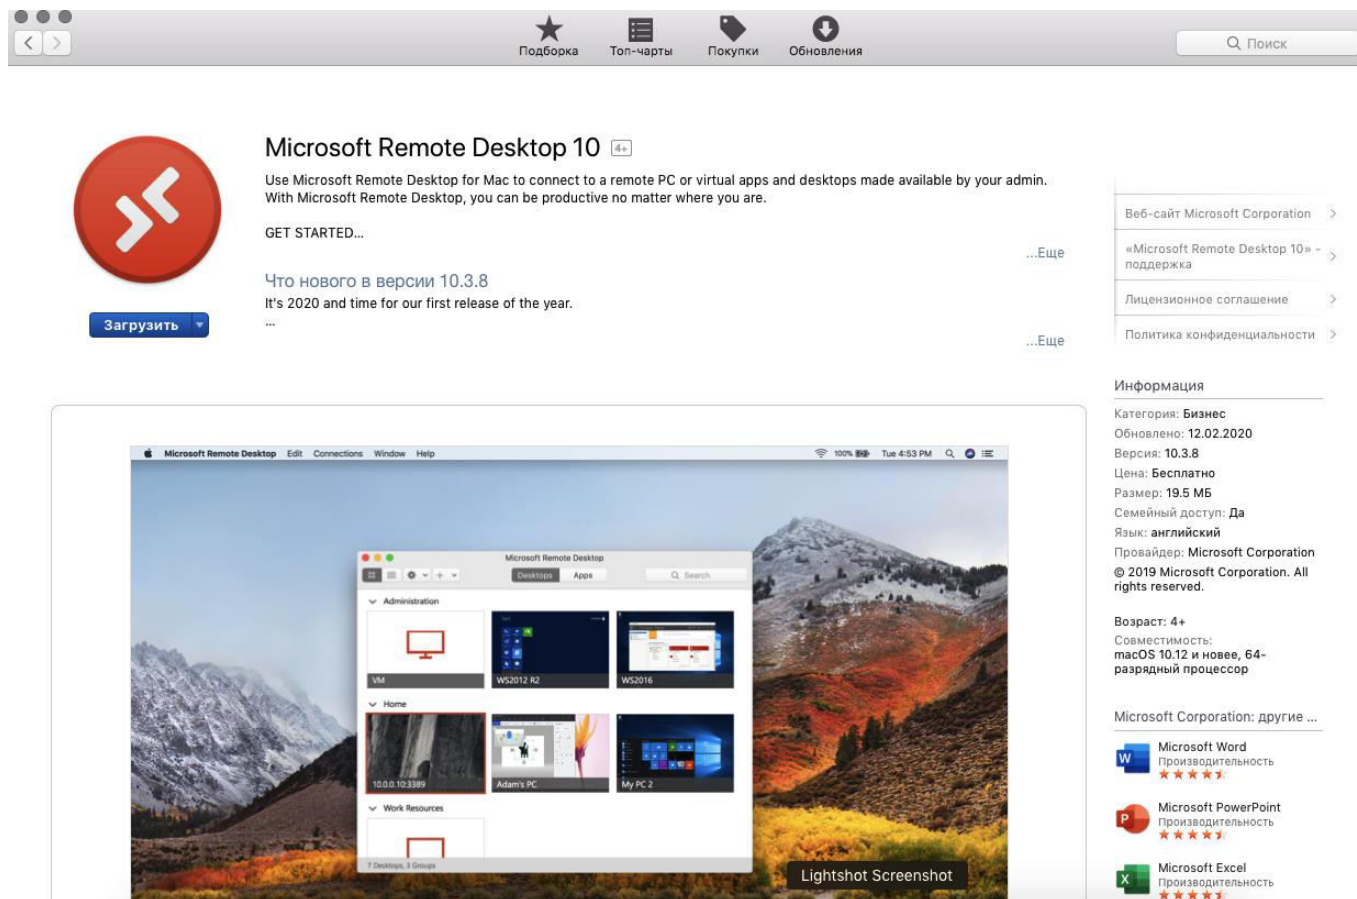 Подборка
Топ-чарты
Покупки
Обновления
Поиск
Microsoft Remote Desktop 10 4+
Use Microsoft Remote Desktop for Mac to connect to a remote PC or virtual apps and desktops made available by your admin.
With Microsoft Remote Desktop, you can be productive no matter where you are.
GET STARTED...
...Еще
Что нового в версии 10.3.8
It's 2020 and time for our first release of the year.
...
...Еще
Загрузить
Веб-сайт Microsoft Corporation
«Microsoft Remote Desktop 10» -
поддержка
Лицензионное соглашение
Политика конфиденциальности
Информация
Категория: Бизнес
Обновлено: 12.02.2020
Версия: 10.3.8
Цена: Бесплатно
Размер: 19.5 МБ
Семейный доступ: Да
Язык: английский
Провайдер: Microsoft Corporation
© 2019 Microsoft Corporation. All
rights reserved.
Возраст: 4+
Совместимость:
macOS 10.12 и новее, 64-
разрядный процессор
Microsoft Corporation: другие ...
Microsoft Word
Производительность
Microsoft PowerPoint
Производительность
Microsoft Excel
Производительность
Microsoft Remote Desktop Edit Connections Window Help
100% Tue 4:53 PM
Microsoft Remote Desktop
Desktops Apps
Search
Administration
VM
WS2012 R2
WS2016
Home
10.0.0.10:3389
Adam's PC
My PC 2
Work Resources
7 Desktops, 3 Groups
Lightshot Screenshot